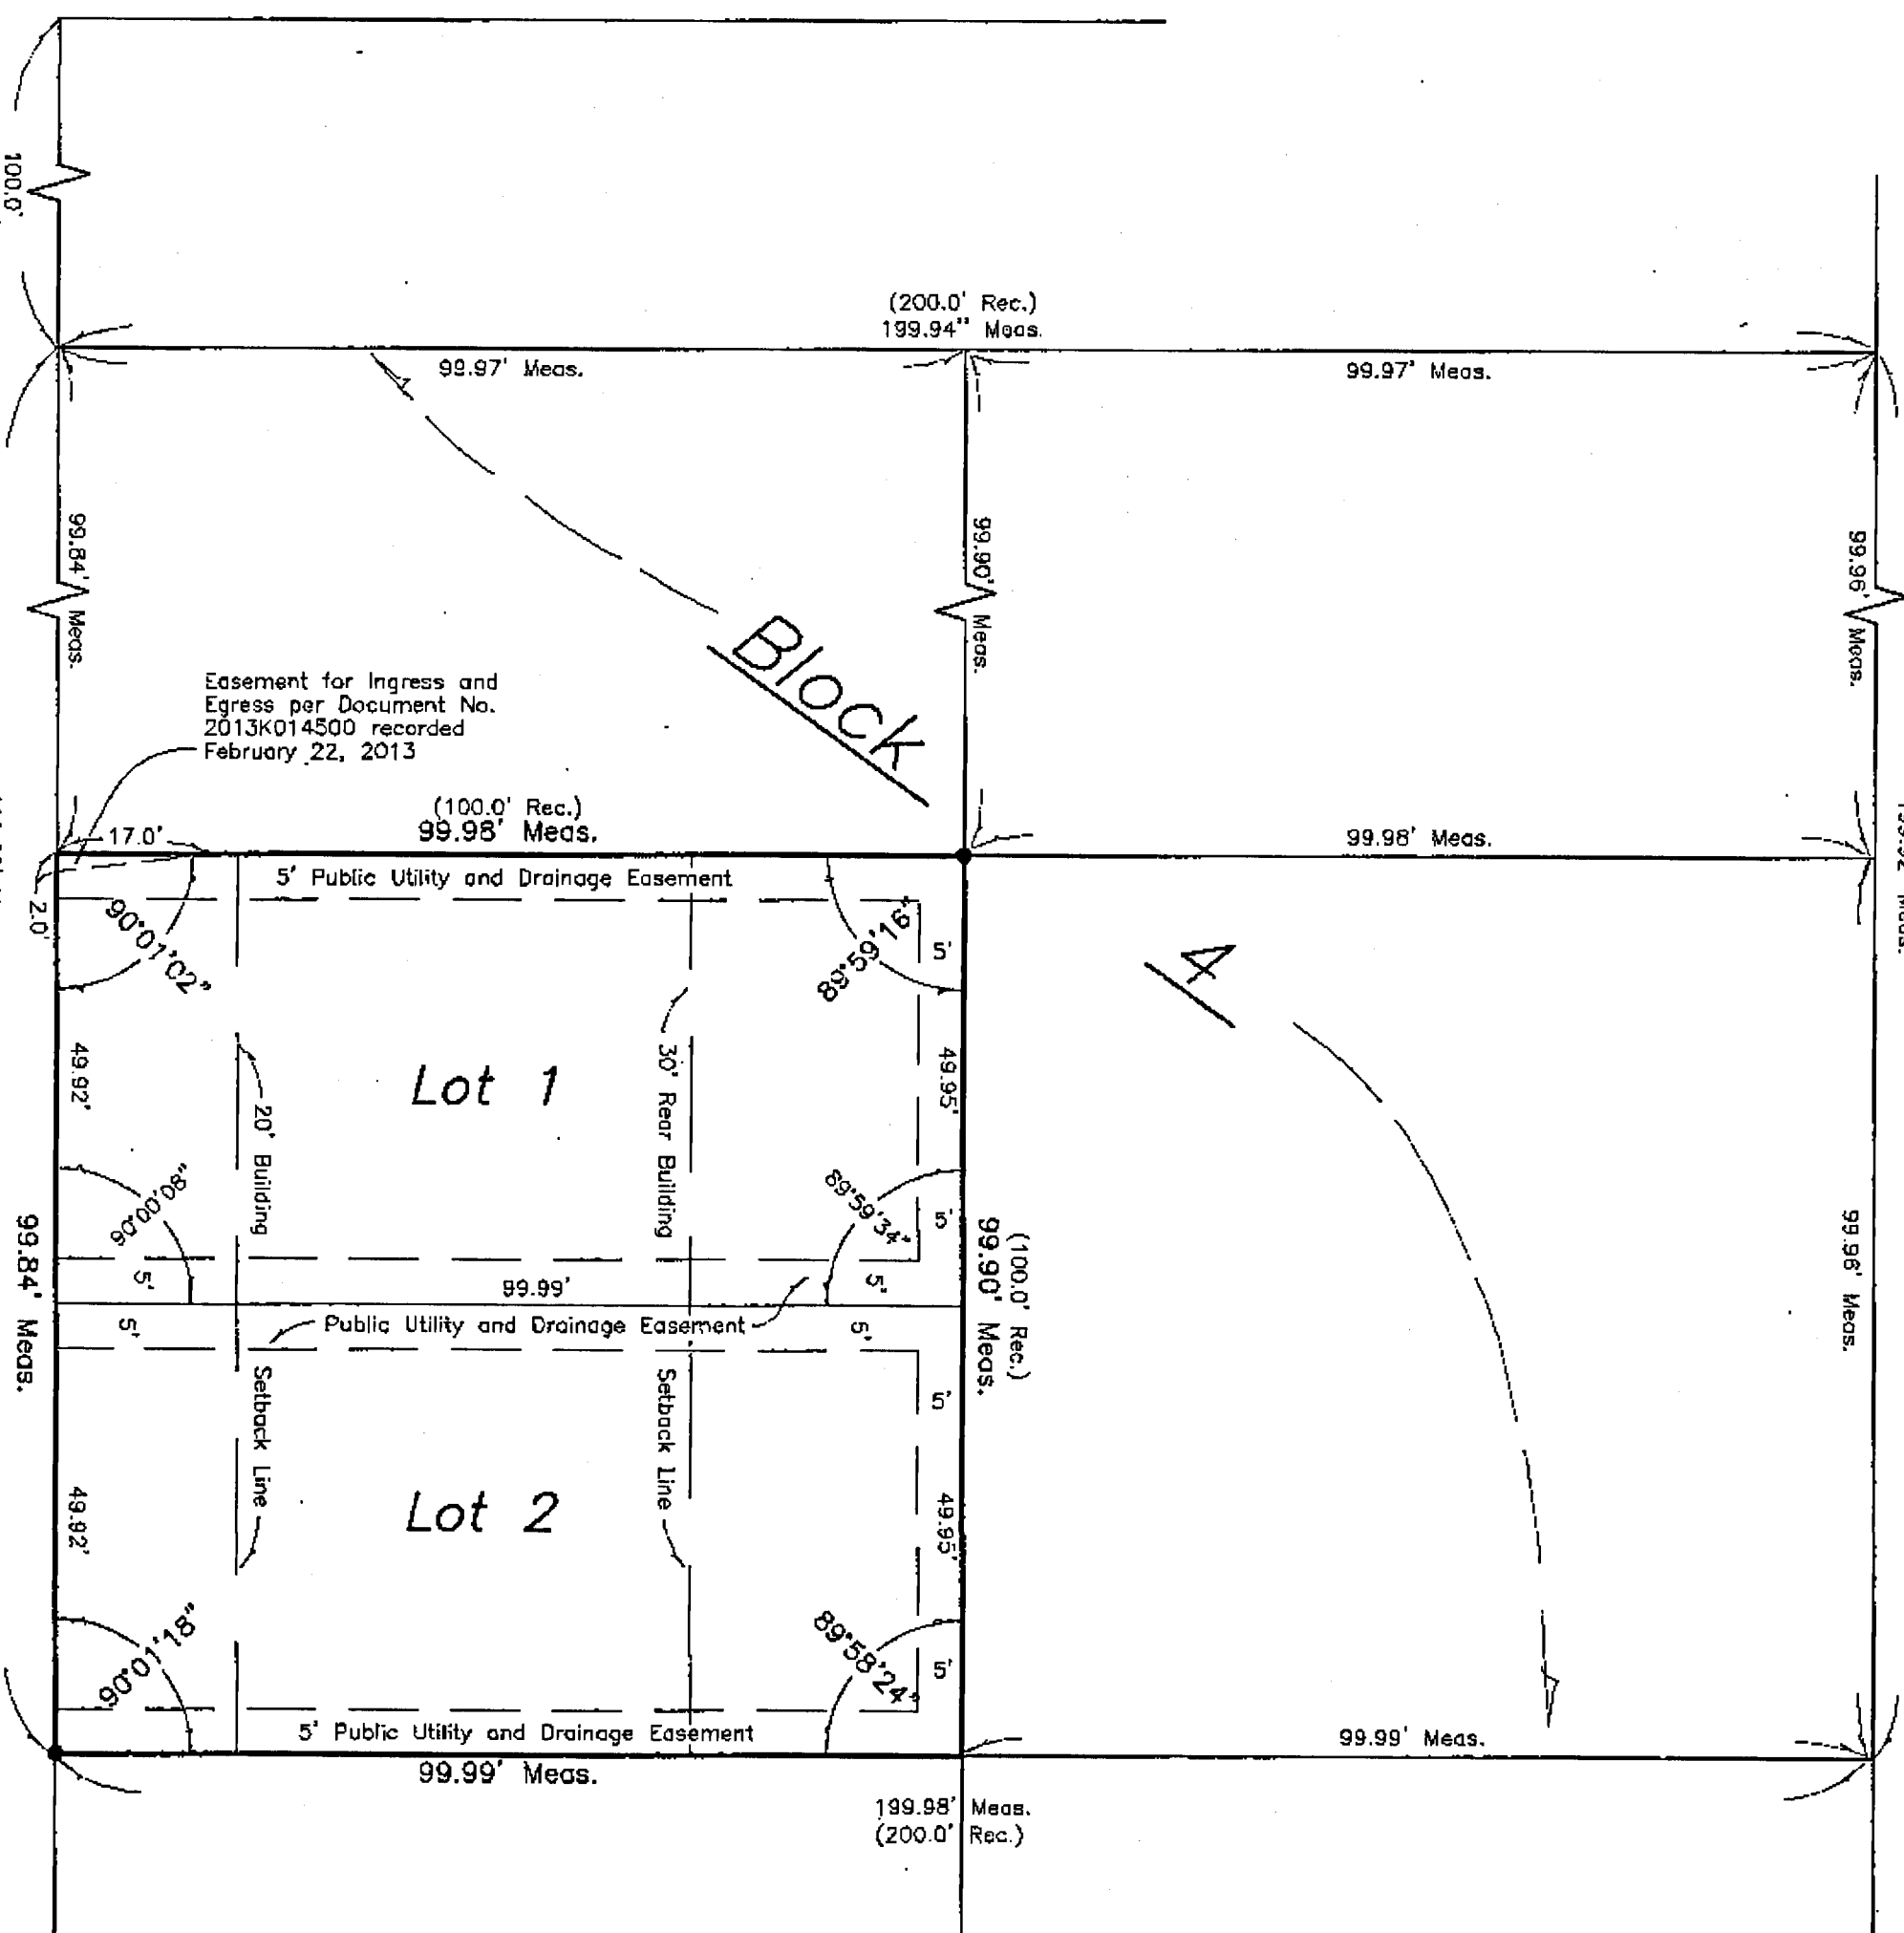 100.0'
(200.0' Rec.)
199.94" Meas.
99.97' Meas.
99.97' Meas.
99.84' Meas.
99.90' Meas.
99.96' Meas.
Block
Easement for Ingress and
Egress per Document No.
2013K014500 recorded
February 22, 2013
(100.0' Rec.)
99.98' Meas.
99.98' Meas.
17.0'
2.0'
5' Public Utility and Drainage Easement
90°01'02"
89°59'16"
5'
A
49.92'
Lot 1
49.95'
20' Building
30' Rear Building
90°00'08"
89°59'34"
5'
99.84' Meas.
(100.0' Rec.)
99.90' Meas.
99.96' Meas.
5'
99.99'
5'
5'
Public Utility and Drainage Easement
5'
Setback Line
Setback Line
5'
49.92'
Lot 2
49.95'
90°01'18"
89°58'24"
5'
5' Public Utility and Drainage Easement
99.99' Meas.
99.99' Meas.
199.98' Meas.
(200.0' Rec.)